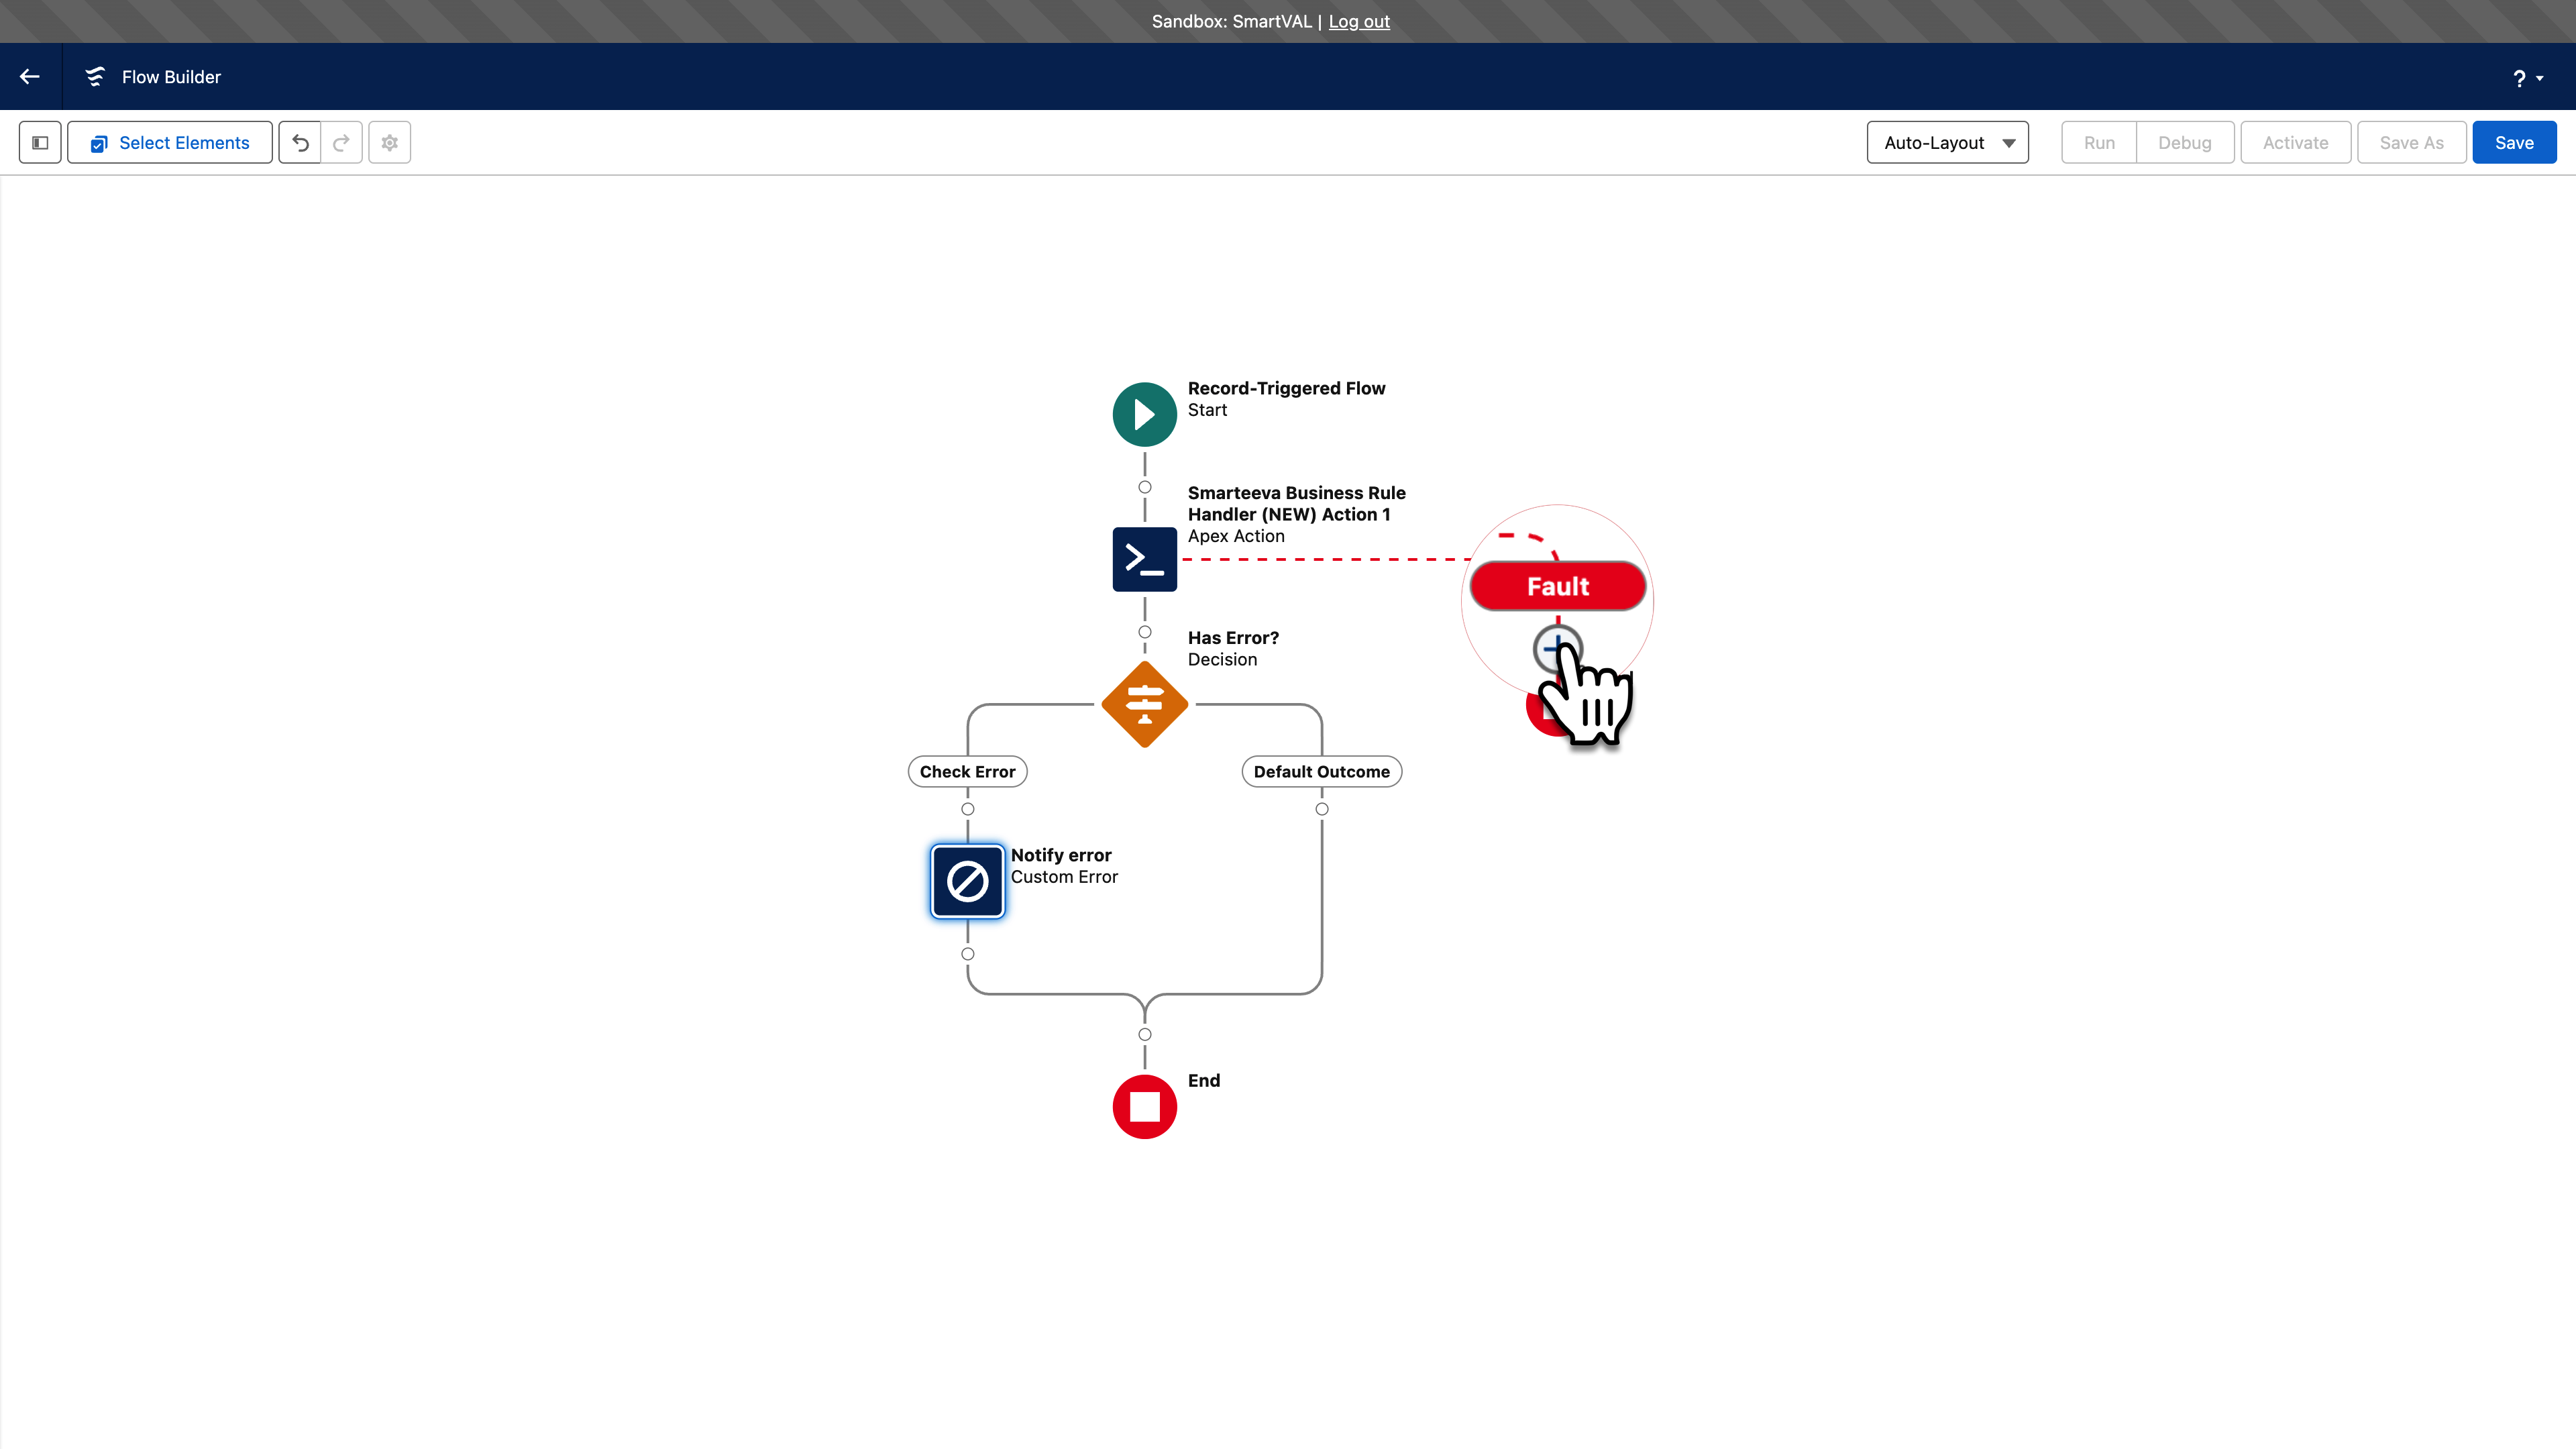 Sandbox: SmartVAL | Log out
Flow Builder
?
Select Elements
Auto-Layout
Run
Debug
Activate
Save As
Save
Record-Triggered Flow
Start
Smarteeva Business Rule
Handler (NEW) Action 1
Apex Action
Fault
Has Error?
Decision
Check Error
Default Outcome
Notify error
Custom Error
End